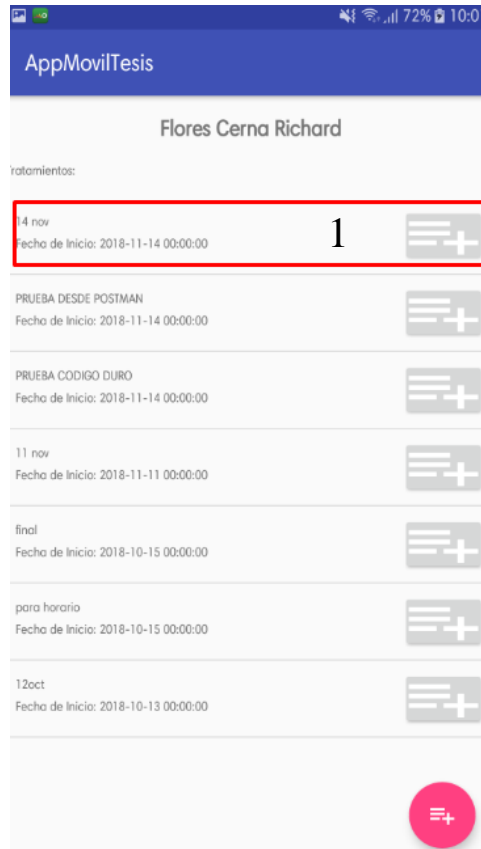 72% 10:0
AppMovilTesis
Flores Cerna Richard
ratamientos:
14 nov
Fecha de Inicio: 2018-11-14 00:00:00
1
PRUEBA DESDE POSTMAN
Fecha de Inicio: 2018-11-14 00:00:00
PRUEBA CODIGO DURO
Fecha de Inicio: 2018-11-14 00:00:00
11 nov
Fecha de Inicio: 2018-11-11 00:00:00
final
Fecha de Inicio: 2018-10-15 00:00:00
para horario
Fecha de Inicio: 2018-10-15 00:00:00
12oct
Fecha de Inicio: 2018-10-13 00:00:00